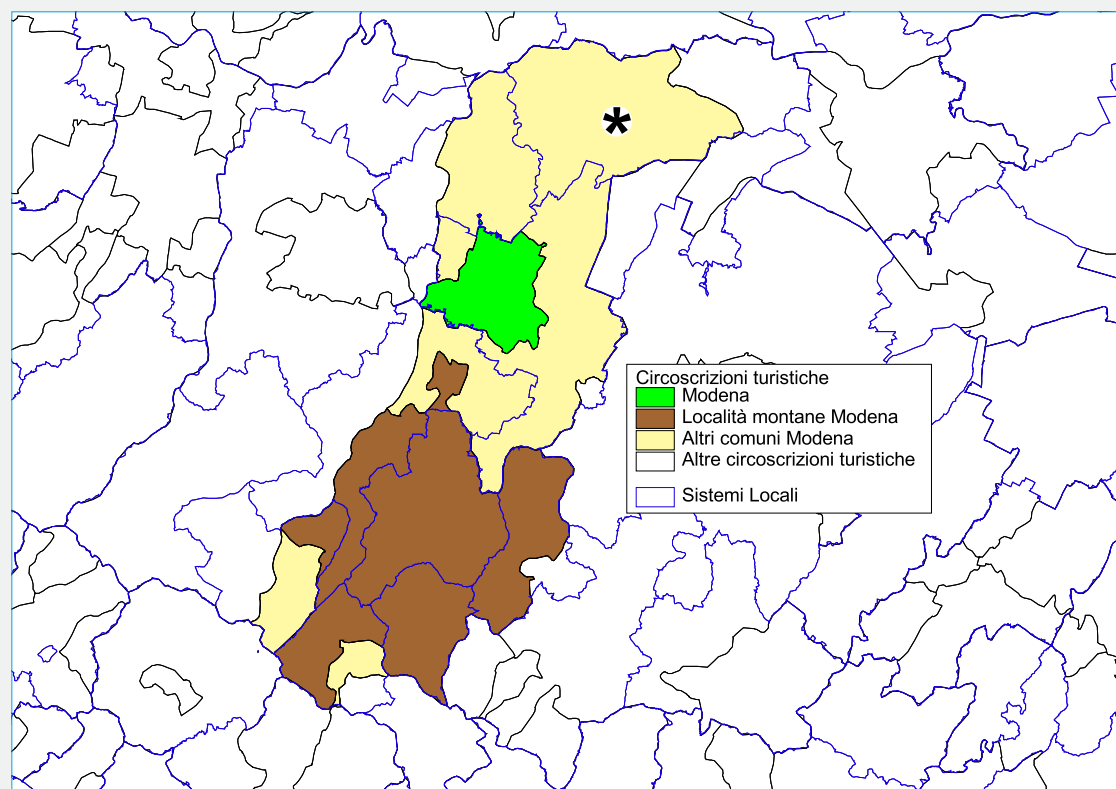 *
Circoscrizioni turistiche
Modena
Località montane Modena
Altri comuni Modena
Altre circoscrizioni turistiche
Sistemi Locali